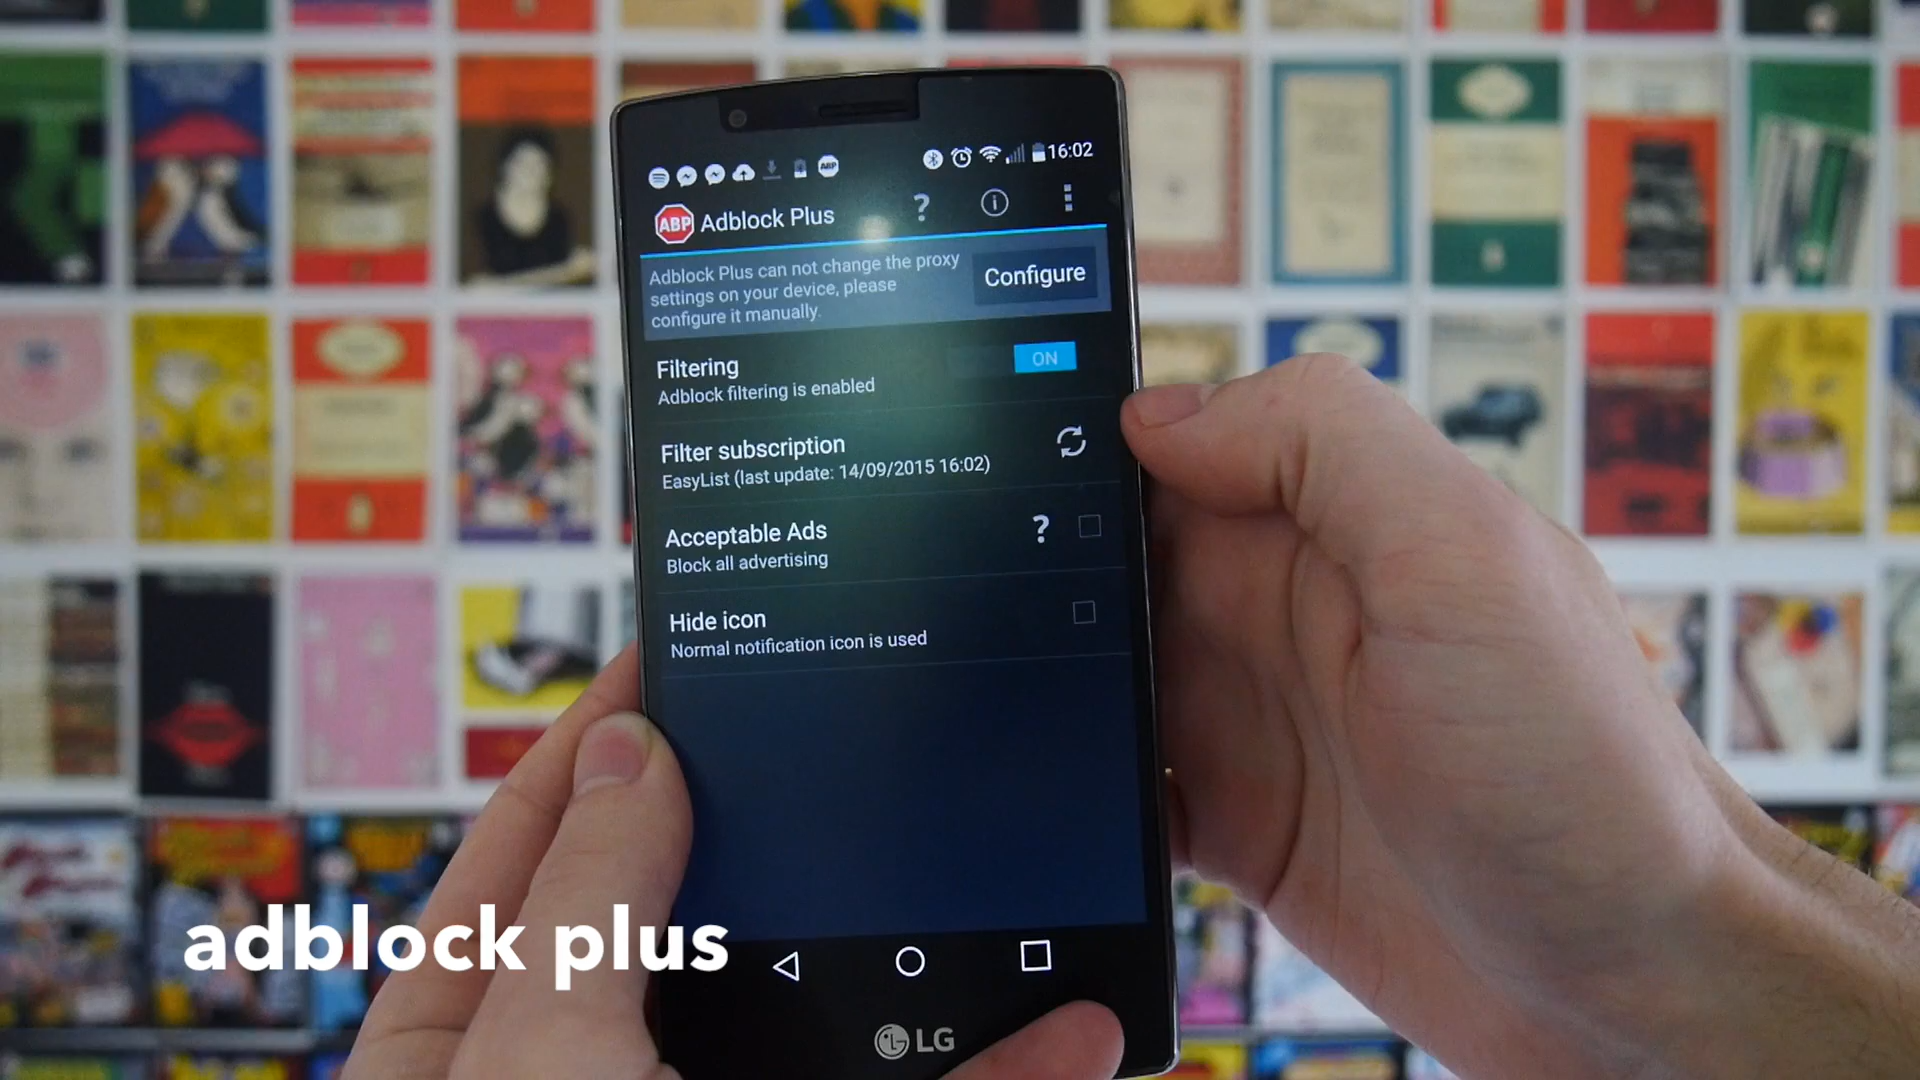 16:02
ABP Adblock Plus ? i
Adblock Plus can not change the proxy
settings on your device, please
configure it manually.
Configure
Filtering
Adblock filtering is enabled
ON
Filter subscription
EasyList (last update: 14/09/2015 16:02)
Acceptable Ads
Block all advertising
?
Hide icon
Normal notification icon is used
adblock plus
LG